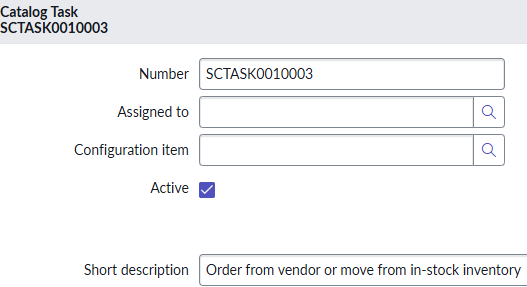 Catalog Task
SCTASK0010003
Number SCTASK0010003
Assigned to
Configuration item
Active
Short description Order from vendor or move from in-stock inventory